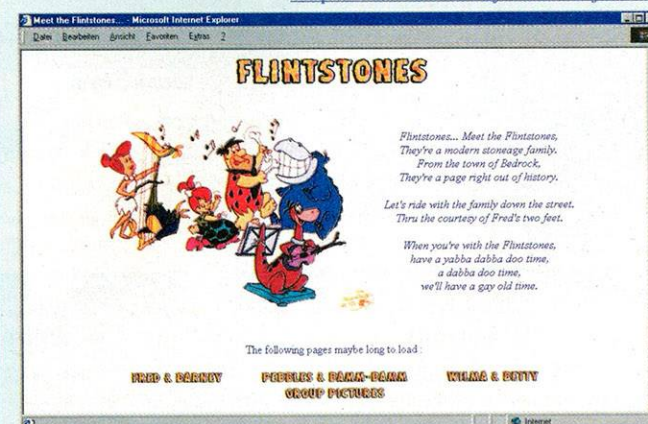 Meet the Flintstones... - Microsoft Internet Explorer
Datei Bearbeiten Ansicht Favoriten Extras ?
FLINTSTONES
Flintstones... Meet the Flintstones,
They're a modern stoneage family.
From the town of Bedrock,
They're a page right out of history.
Let's ride with the family down the street.
Thru the courtesy of Fred's two feet.
When you're with the Flintstones,
have a yabba dabba doo time,
a dabba doo time,
we'll have a gay old time.
The following pages maybe long to load :
FRED & BARNEY PEBBLES & BAMM-BAMM WILMA & BETTY
GROUP PICTURES
Internet